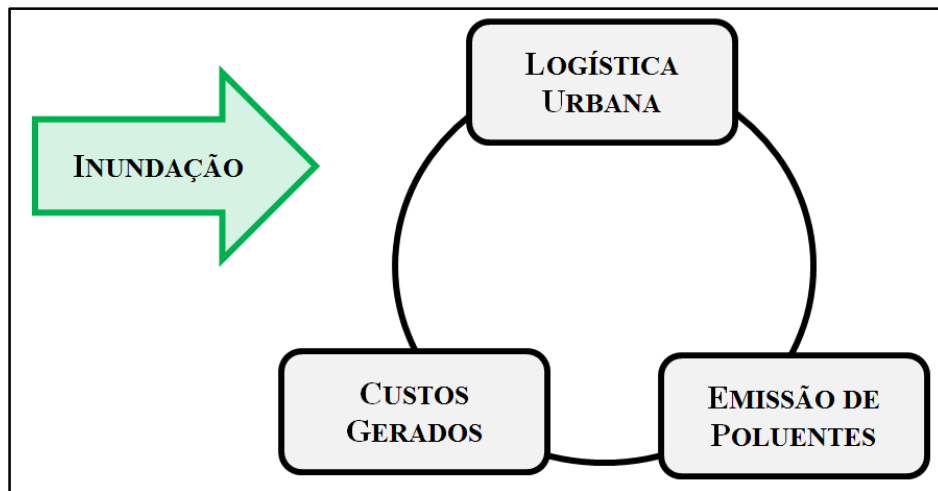 LOGÍSTICA
URBANA
INUNDAÇÃO
CUSTOS
GERADOS
EMISSÃO DE
POLUENTES